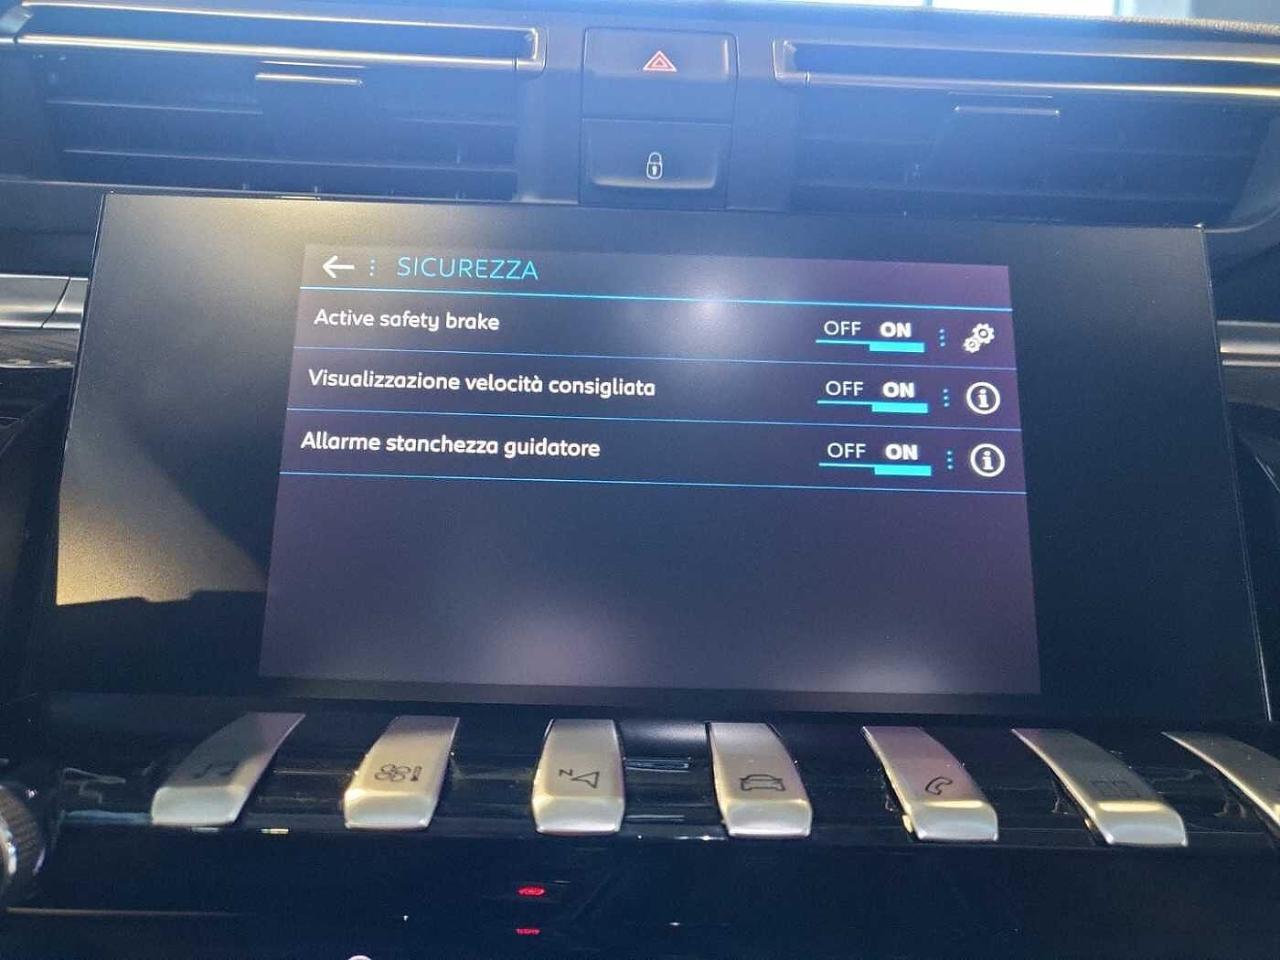 SICUREZZA
Active safety brake OFF ON
Visualizzazione velocità consigliata OFF ON
Allarme stanchezza guidatore OFF ON
N